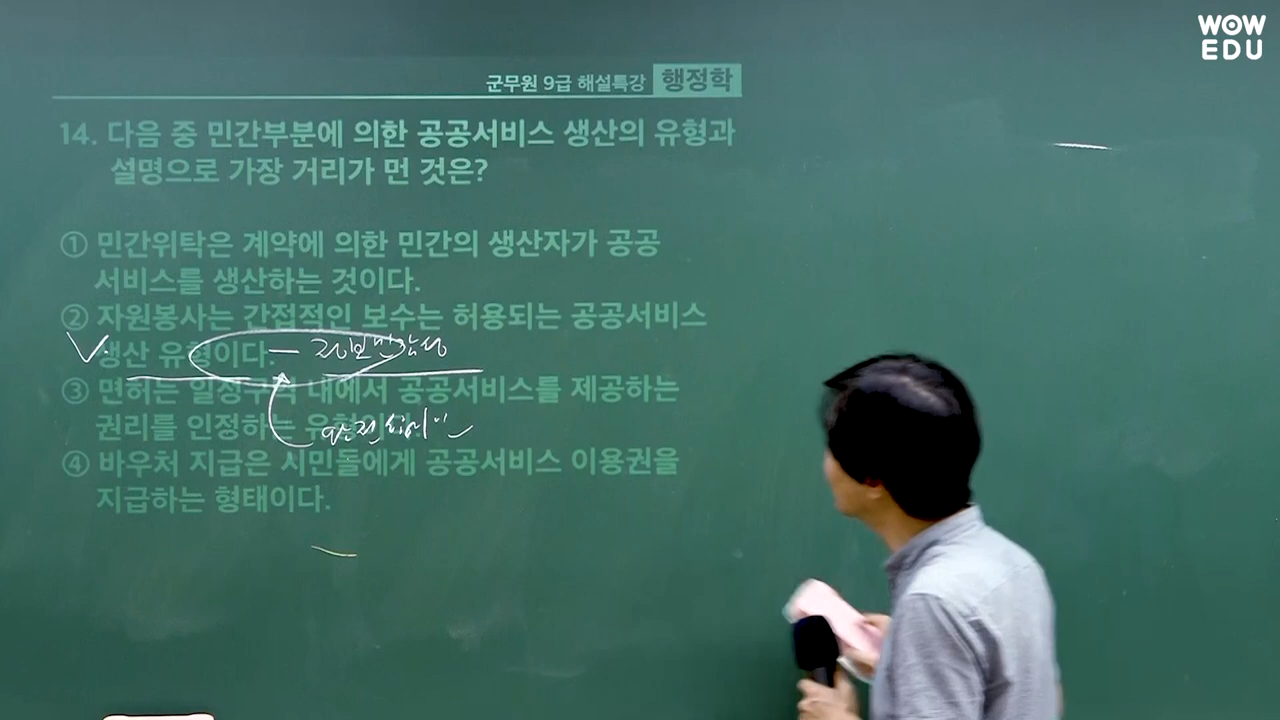 WOW
EDU
군무원 9급 해설특강 행정학
14. 다음 중 민간부분에 의한 공공서비스 생산의 유형과
설명으로 가장 거리가 먼 것은?
① 민간위탁은 계약에 의한 민간의 생산자가 공공
서비스를 생산하는 것이다.
② 자원봉사는 간접적인 보수는 허용되는 공공서비스
생산 유형이다.
③ 면허는 일정구역 내에서 공공서비스를 제공하는
권리를 인정하는 유형이다.
④ 바우처 지급은 시민들에게 공공서비스 이용권을
지급하는 형태이다.